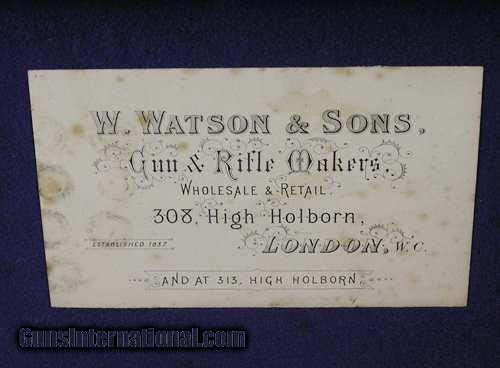 W. WATSON & SONS,
Gun & Rifle Makers,
WHOLESALE & RETAIL.
308, High Holborn,
ESTABLISHED 1837
LONDON, W.C.
AND AT 313, HIGH HOLBORN,
GunsInternational.com